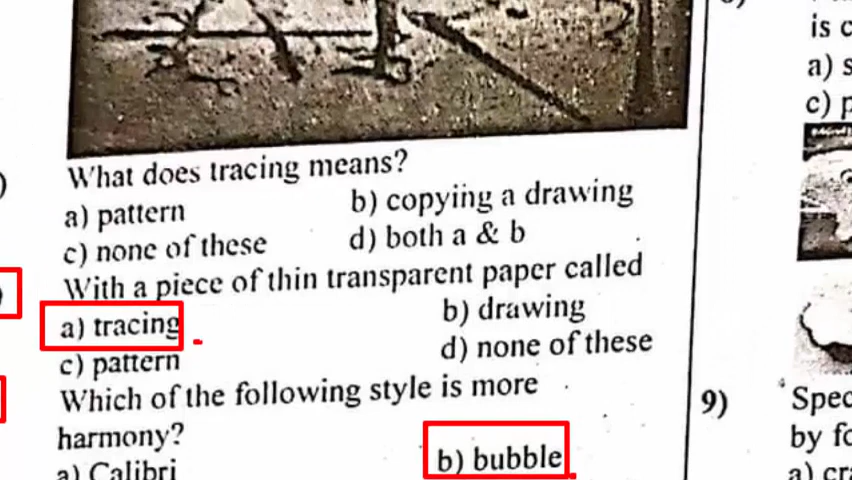 What does tracing means?
a) pattern b) copyiing a drawing
c) none of these d) both a & b
With a piece of thin transparent paper called
a) tracing b) drawing
c) pattern d) none of these
Which of the following style is more
harmony?
a) Calibri b) bubble
is c
a) s
c) p
9) Spec
by fo
a) cra